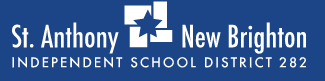 St. Anthony New Brighton
INDEPENDENT SCHOOL DISTRICT 282